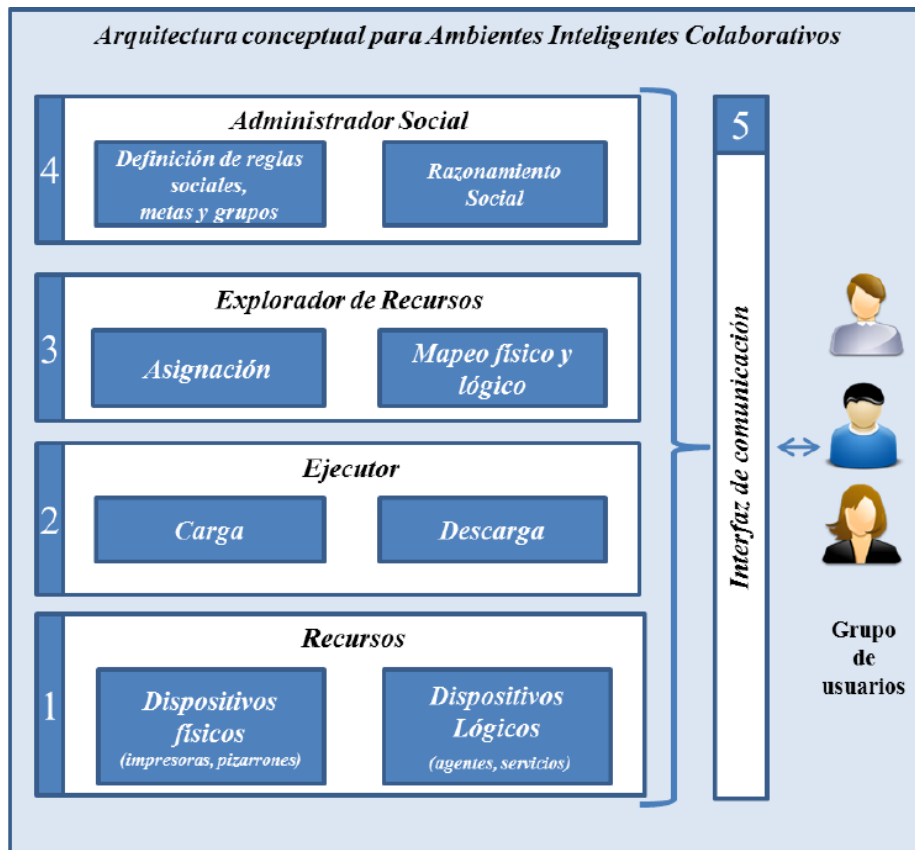 Arquitectura conceptual para Ambientes Inteligentes Colaborativos
4
Administrador Social
Definición de reglas
sociales,
metas y grupos
Razonamiento
Social
3
Explorador de Recursos
Asignación
Mapeo físico y
lógico
2
Ejecutor
Carga
Descarga
1
Recursos
Dispositivos
físicos
(impresoras, pizarrones)
Dispositivos
Lógicos
(agentes, servicios)
5
Interfaz de comunicación
Grupo
de
usuarios